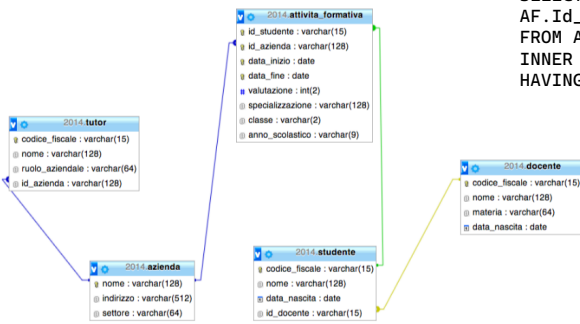 AF.Id_
FROM A
INNER
HAVING
2014.attivita_formativa
id_studente : varchar(15)
id_azienda : varchar(128)
data_inizio : date
data_fine : date
valutazione : int(2)
specializzazione : varchar(128)
classe : varchar(2)
anno_scolastico : varchar(9)
2014.tutor
codice_fiscale : varchar(15)
nome : varchar(128)
ruolo_aziendale : varchar(64)
id_azienda : varchar(128)
2014.docente
codice_fiscale : varchar(15)
nome : varchar(128)
materia : varchar(64)
data_nascita : date
2014.azienda
nome : varchar(128)
indirizzo : varchar(512)
settore : varchar(64)
2014.studente
codice_fiscale : varchar(15)
nome : varchar(128)
data_nascita : date
id_docente : varchar(15)